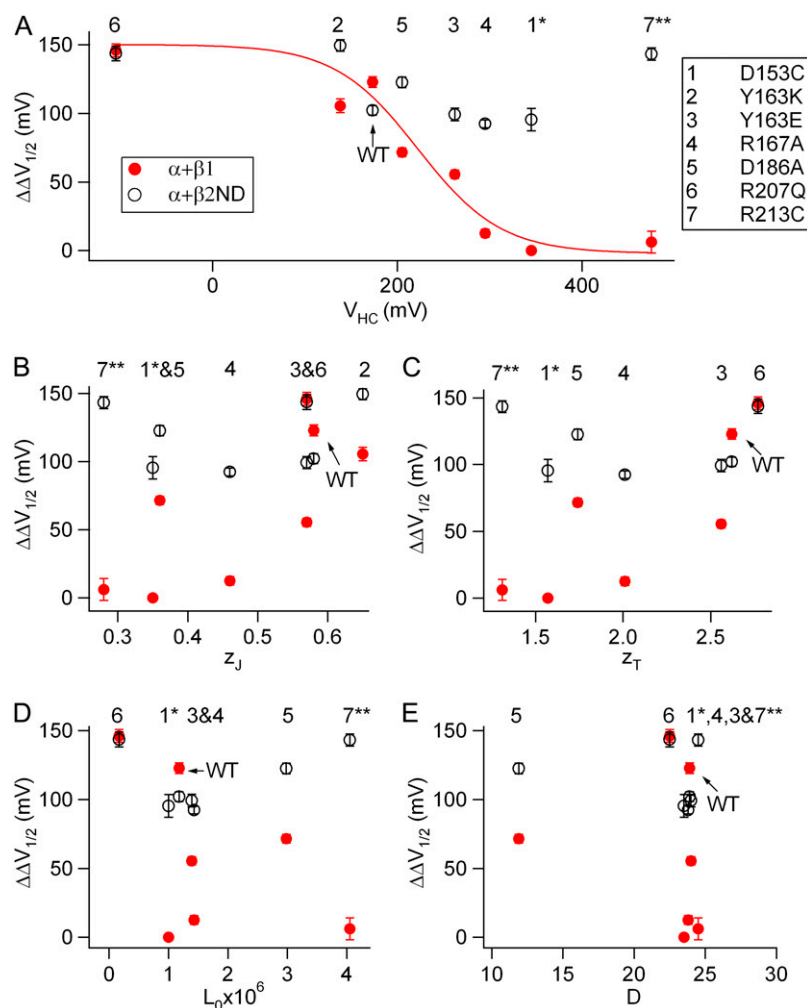 A
6 2 5 3 4 1* 7**
150
100
50
0
ΔΔV1/2 (mV)
WT
α+β1
α+β2ND
0 200 400
VHC (mV)
1 D153C
2 Y163K
3 Y163E
4 R167A
5 D186A
6 R207Q
7 R213C
B
7** 1*&5 4 3&6 2
150
100
50
0
ΔΔV1/2 (mV)
WT
0.3 0.4 0.5 0.6
zJ
C
7** 1* 5 4 3 6
150
100
50
0
ΔΔV1/2 (mV)
WT
1.5 2.0 2.5
zT
D
6 1* 3&4 5 7**
150
100
50
0
ΔΔV1/2 (mV)
WT
0 1 2 3 4
L0x10^6
E
5 6 1*,4,3&7**
150
100
50
0
ΔΔV1/2 (mV)
WT
10 15 20 25 30
D